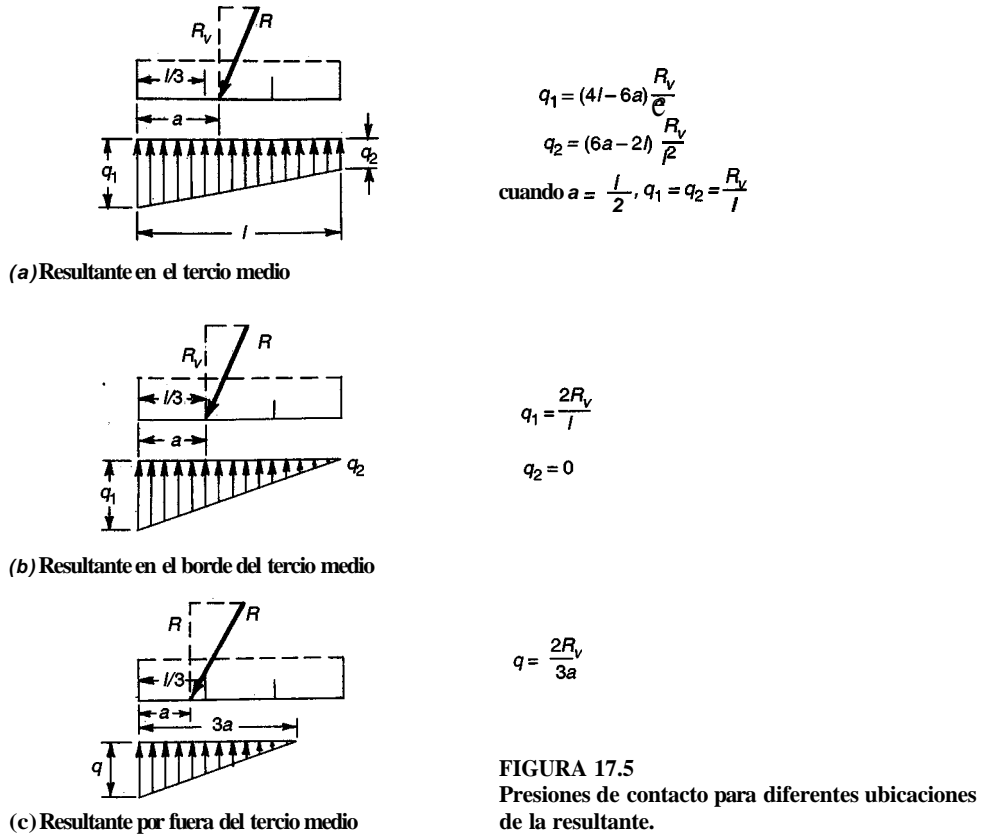 R_v R
l/3
a
q_1 q_2
l
q_1 = (4l – 6a) R_v/ℓ²
q_2 = (6a – 2l) R_v/l²
cuando a = l/2, q_1 = q_2 = R_v/l
(a) Resultante en el tercio medio
R_v R
l/3
a
q_1 q_2
q_1 = 2R_v/l
q_2 = 0
(b) Resultante en el borde del tercio medio
R R
l/3
a 3a
q
q = 2R_v/3a
(c) Resultante por fuera del tercio medio
FIGURA 17.5
Presiones de contacto para diferentes ubicaciones
de la resultante.